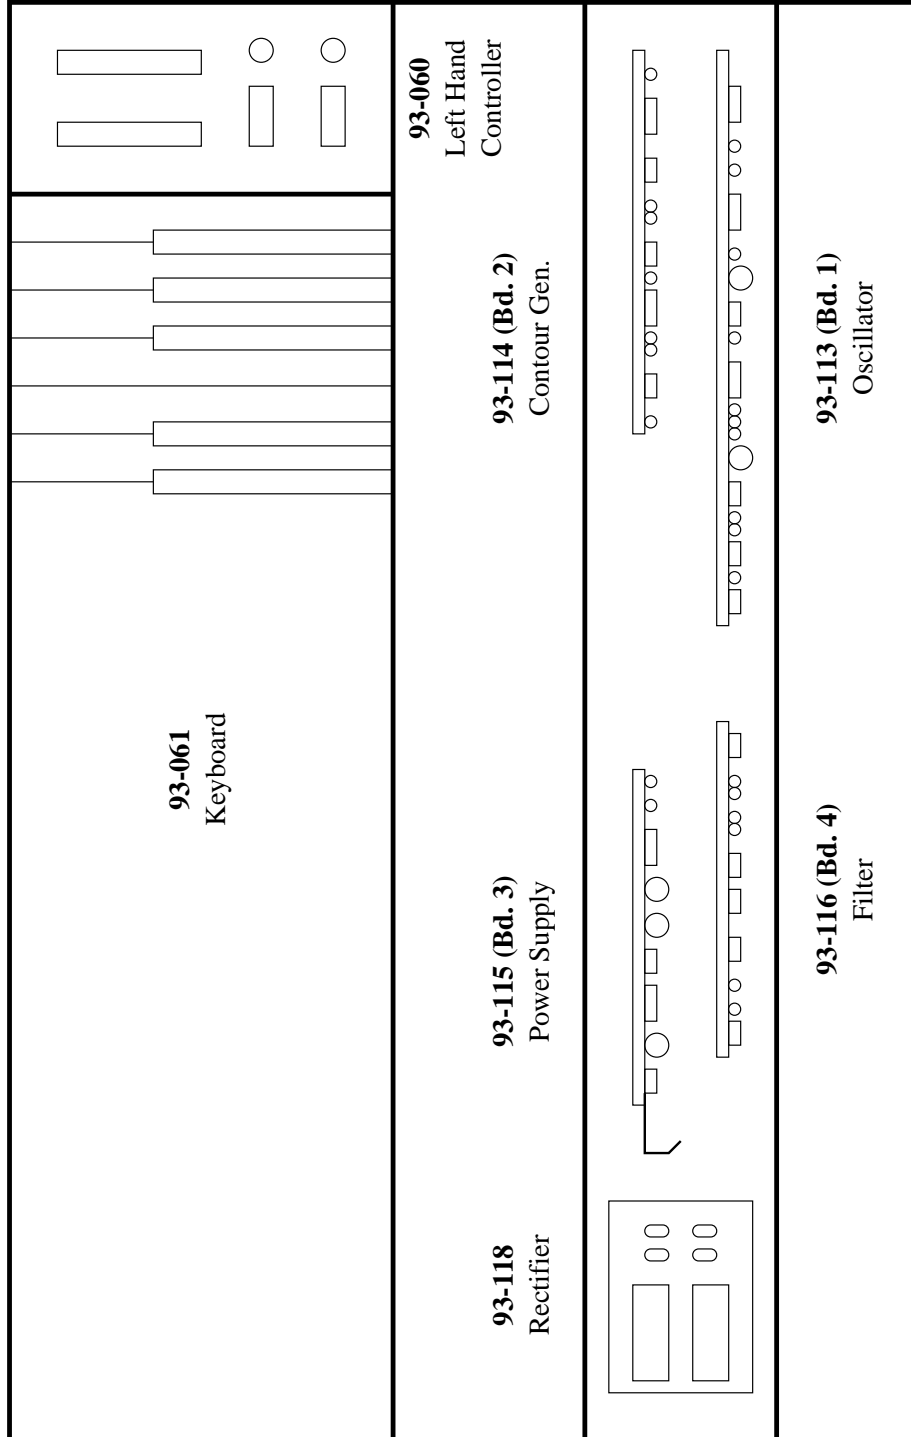 93-060
Left Hand
Controller
93-114 (Bd. 2)
Contour Gen.
93-113 (Bd. 1)
Oscillator
93-061
Keyboard
93-115 (Bd. 3)
Power Supply
93-116 (Bd. 4)
Filter
93-118
Rectifier